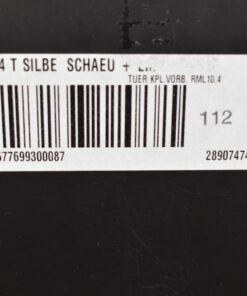 4 T SILBE SCHAEU +
TUER KPL.VORB. RML10.4
112
577699300087 28907474